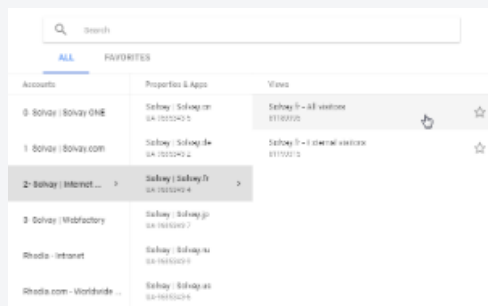 Search
ALL FAVORITES
Accounts Properties & Apps Views
0- Solvay | Solvay ONE
Solvay | Solvay.cn
Solvay.fr - All visitors
1- Solvay | Solvay.com
Solvay | Solvay.de
Solvay.fr - External visitors
2- Solvay | Internet ...
Solvay | Solvay.fr
3- Solvay | Webfactory
Solvay | Solvay.jp
Rhodia - Intranet
Solvay | Solvay.ru
Rhodia.com - Worldwide ...
Solvay | Solvay.us